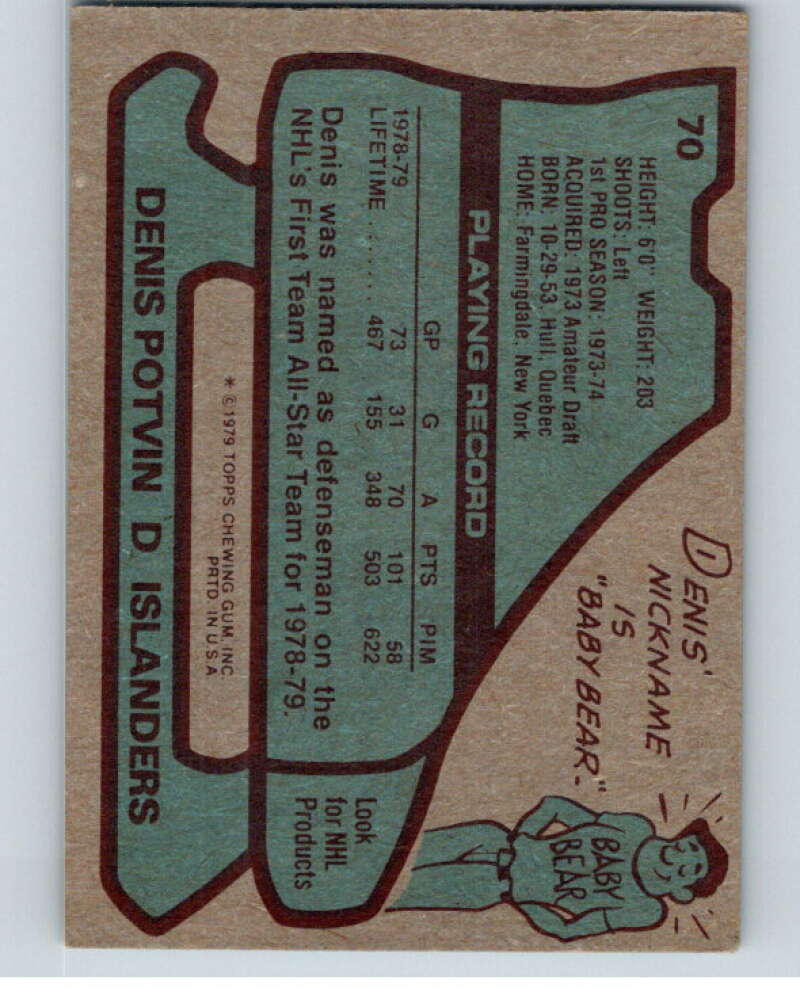 70
HEIGHT: 6'0" WEIGHT: 203
SHOOTS: Left
1st PRO SEASON: 1973-74
ACQUIRED: 1973 Amateur Draft
BORN: 10-29-53, Hull, Quebec
HOME: Farmingdale, New York
DENIS'
NICKNAME
IS
"BABY BEAR"
BABY
BEAR
PLAYING RECORD
GP G A PTS PIM
1978-79 73 31 70 101 58
LIFETIME ....... 467 155 348 503 622
Denis was named as defenseman on the
NHL's First Team All-Star Team for 1978-79.
Look
for NHL
Products
* ©1979 TOPPS CHEWING GUM, INC.
PRTD. IN U.S.A.
DENIS POTVIN D ISLANDERS